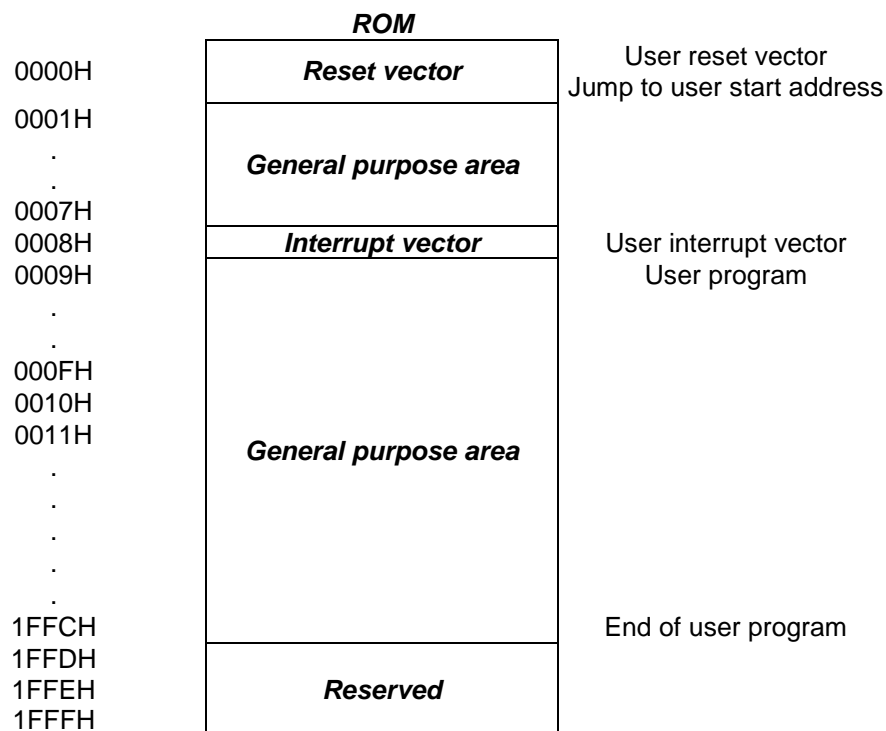 ROM
0000H Reset vector User reset vector
Jump to user start address
0001H
.
General purpose area
.
0007H
0008H Interrupt vector User interrupt vector
0009H User program
.
.
000FH
0010H
0011H
General purpose area
.
.
.
.
.
1FFCH End of user program
1FFDH
1FFEH Reserved
1FFFH